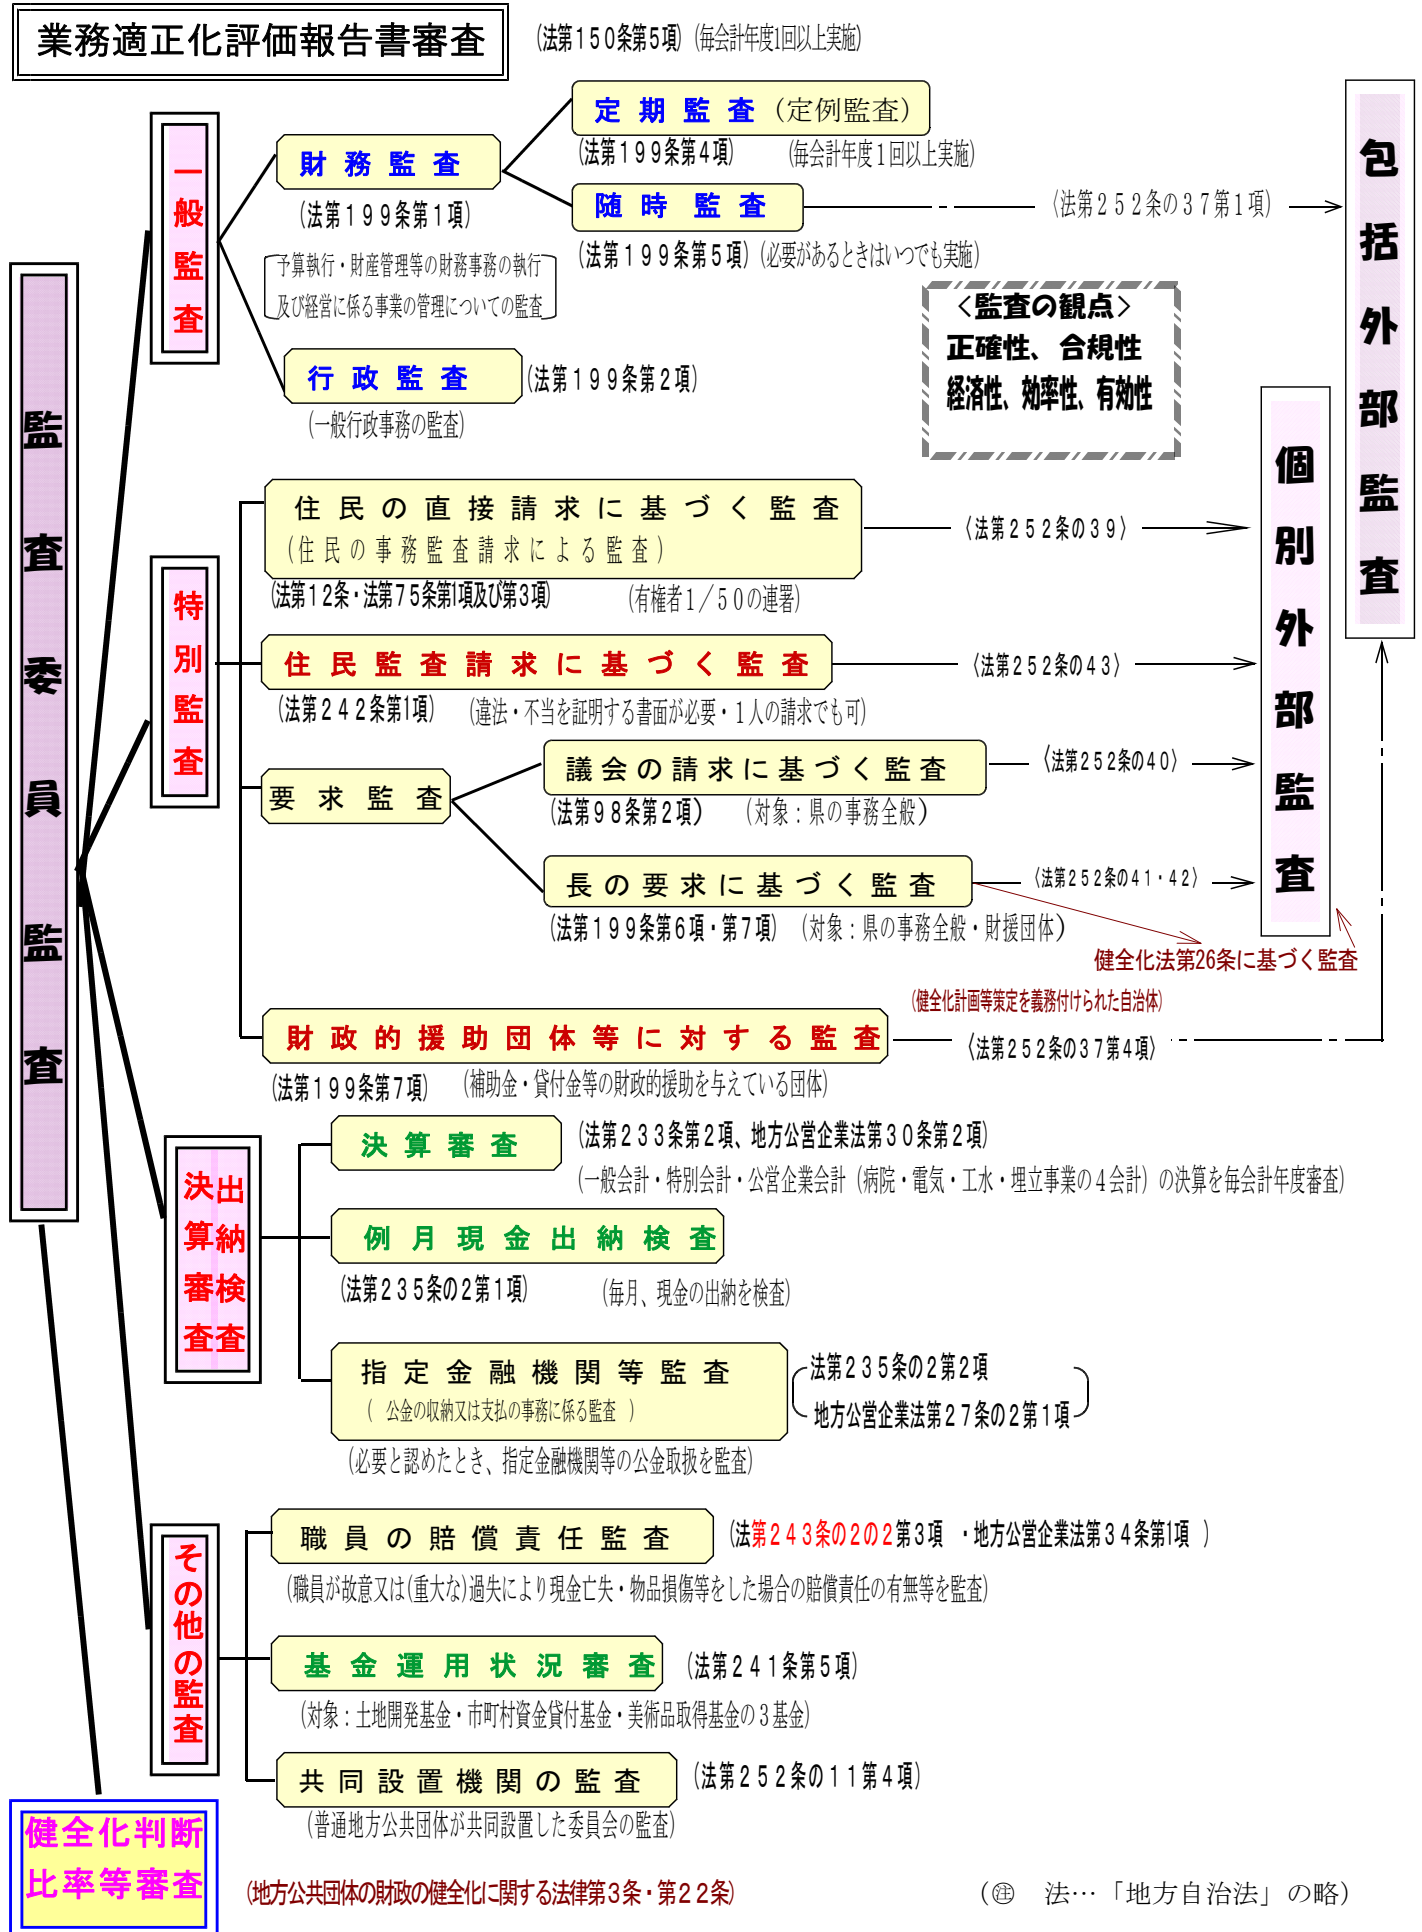 業務適正化評価報告書審査
(法第150条第5項) (毎会計年度1回以上実施)
監査委員監査
一般監査
財務監査
(法第199条第1項)
予算執行・財産管理等の財務事務の執行
及び経営に係る事業の管理についての監査
定期監査（定例監査）
(法第199条第4項) (毎会計年度1回以上実施)
随時監査
(法第252条の37第1項)
(法第199条第5項) (必要があるときはいつでも実施)
行政監査
(法第199条第2項)
(一般行政事務の監査)
<監査の観点>
正確性、合規性
経済性、効率性、有効性
包括外部監査
個別外部監査
特別監査
住民の直接請求に基づく監査
(住民の事務監査請求による監査)
〈法第252条の39〉
(法第12条・法第75条第1項及び第3項) (有権者1/50の連署)
住民監査請求に基づく監査
〈法第252条の43〉
(法第242条第1項) (違法・不当を証明する書面が必要・1人の請求でも可)
要求監査
議会の請求に基づく監査
〈法第252条の40〉
(法第98条第2項) (対象：県の事務全般)
長の要求に基づく監査
〈法第252条の41・42〉
(法第199条第6項・第7項) (対象：県の事務全般・財援団体)
健全化法第26条に基づく監査
(健全化計画等策定を義務付けられた自治体)
財政的援助団体等に対する監査
〈法第252条の37第4項〉
(法第199条第7項) (補助金・貸付金等の財政的援助を与えている団体)
出納検査
決算審査
決算審査
(法第233条第2項、地方公営企業法第30条第2項)
(一般会計・特別会計・公営企業会計（病院・電気・工水・埋立事業の4会計）の決算を毎会計年度審査)
例月現金出納検査
(法第235条の2第1項) (毎月、現金の出納を検査)
指定金融機関等監査
( 公金の収納又は支払の事務に係る監査 )
法第235条の2第2項
地方公営企業法第27条の2第1項
(必要と認めたとき、指定金融機関等の公金取扱を監査)
その他の監査
職員の賠償責任監査
(法第243条の2の2第3項 ・地方公営企業法第34条第1項 )
(職員が故意又は(重大な)過失により現金亡失・物品損傷等をした場合の賠償責任の有無等を監査)
基金運用状況審査
(法第241条第5項)
(対象：土地開発基金・市町村資金貸付基金・美術品取得基金の3基金)
共同設置機関の監査
(法第252条の11第4項)
(普通地方公共団体が共同設置した委員会の監査)
健全化判断
比率等審査
(地方公共団体の財政の健全化に関する法律第3条・第22条)
（㊟ 法…「地方自治法」の略）